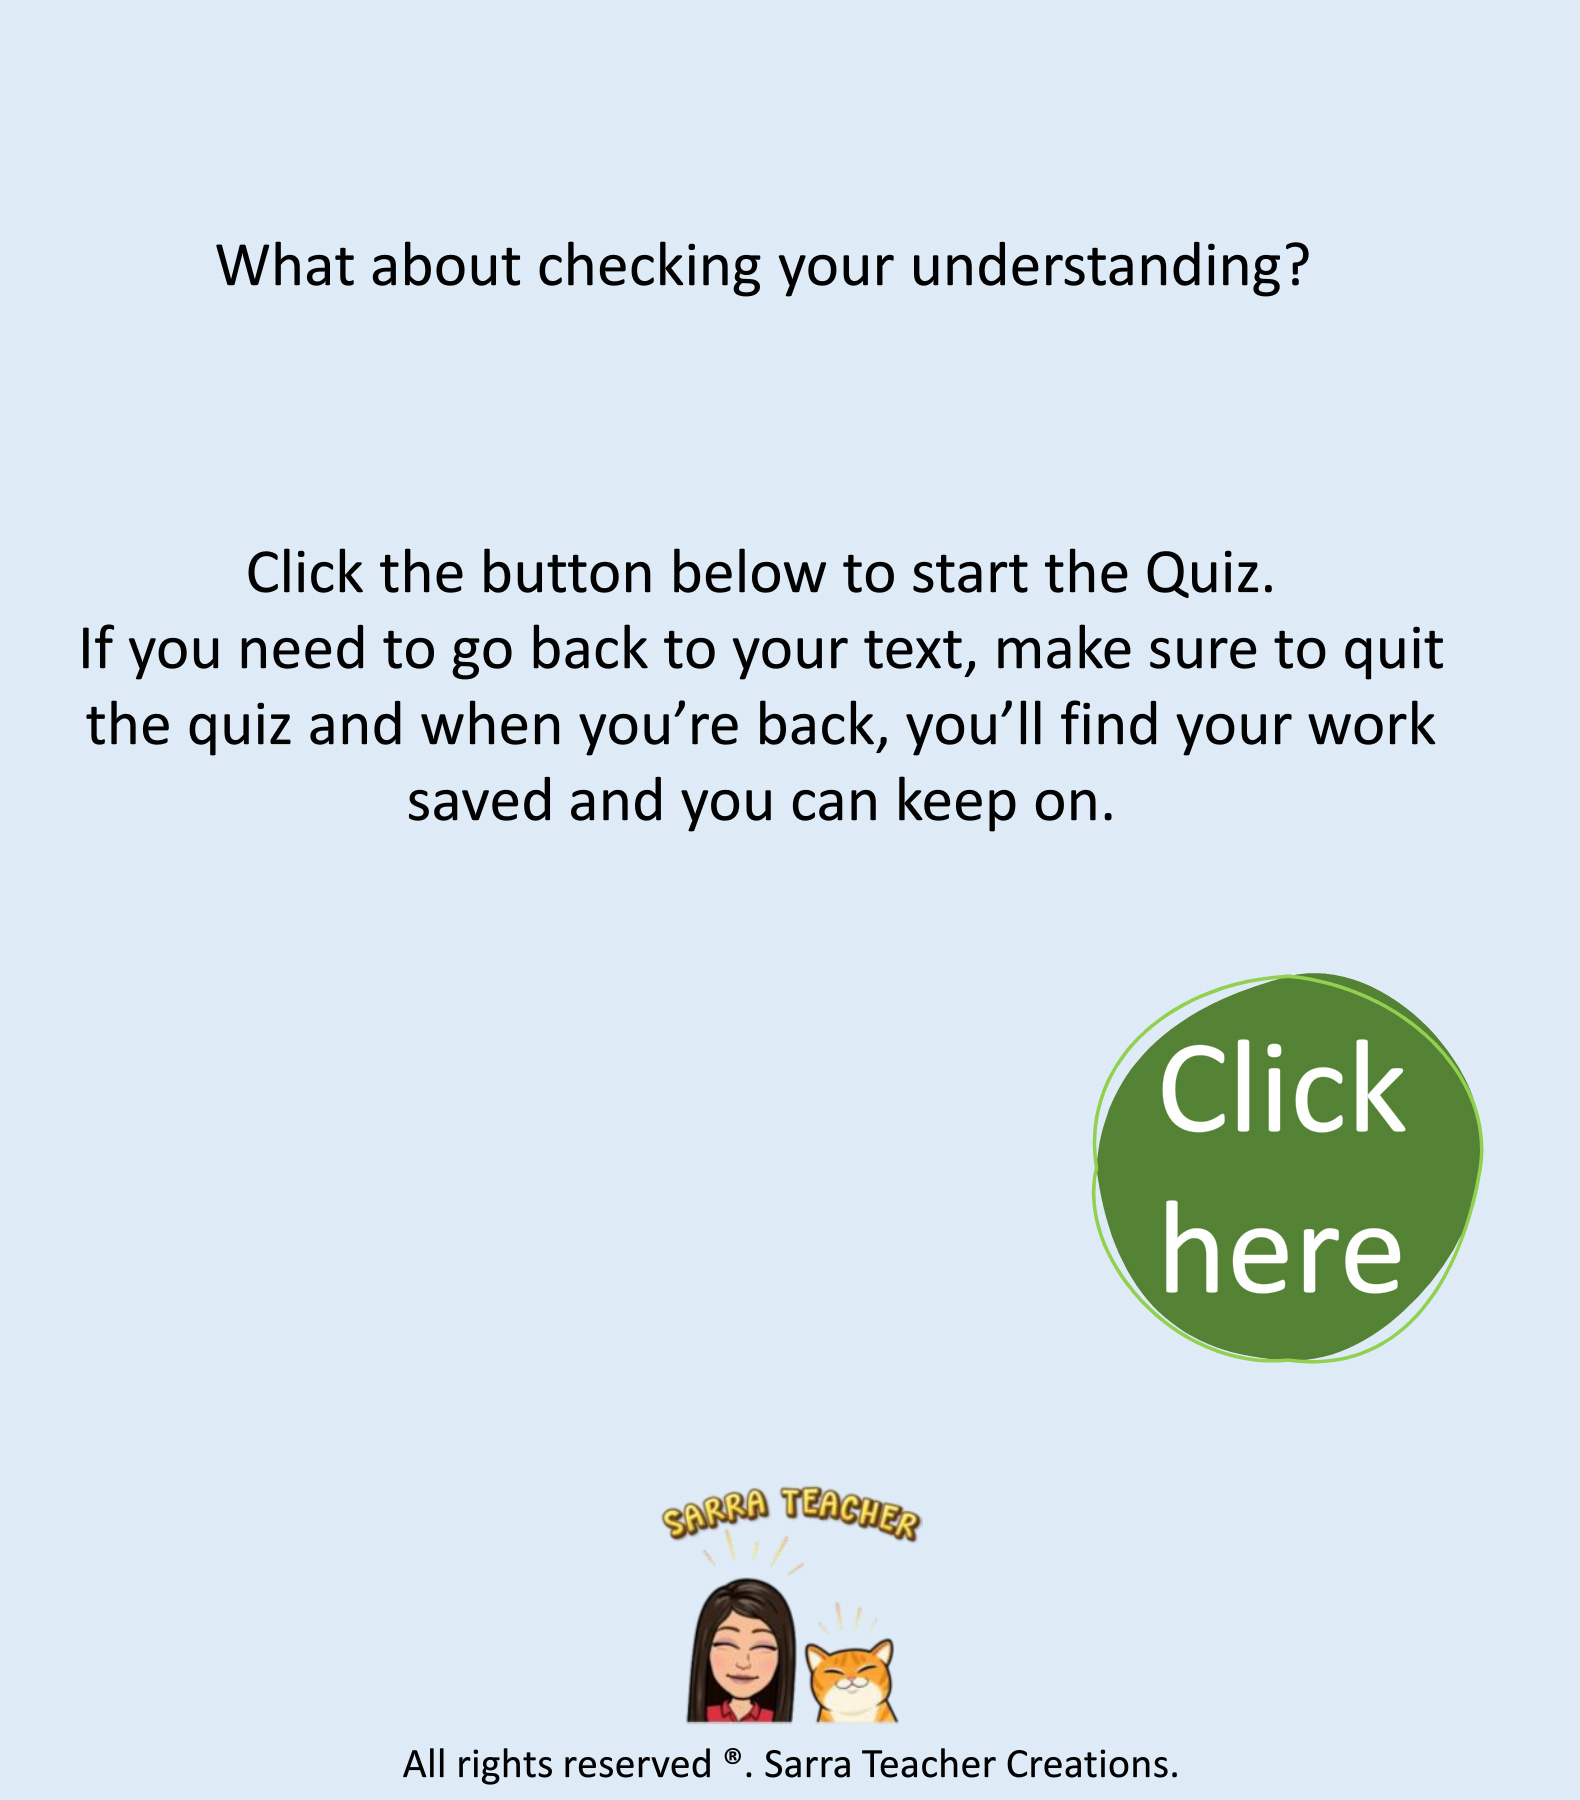 What about checking your understanding?
Click the button below to start the Quiz.
If you need to go back to your text, make sure to quit
the quiz and when you’re back, you’ll find your work
saved and you can keep on.
Click
here
SARRA TEACHER
All rights reserved ®. Sarra Teacher Creations.